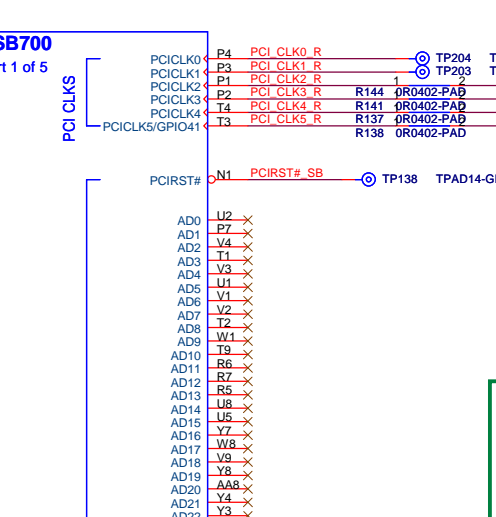 SB700
t 1 of 5
PCI CLKS
PCICLK0 P4 PCI_CLK0_R TP204 T
PCICLK1 P3 PCI_CLK1_R TP203 T
PCICLK2 P1 PCI_CLK2_R 1 2
PCICLK3 P2 PCI_CLK3_R R144 0R0402-PAD
PCICLK4 T4 PCI_CLK4_R R141 0R0402-PAD
PCICLK5/GPIO41 T3 PCI_CLK5_R R137 0R0402-PAD
R138 0R0402-PAD
PCIRST# N1 PCIRST#_SB TP138 TPAD14-G
AD0 U2
AD1 P7
AD2 V4
AD3 T1
AD4 V3
AD5 U1
AD6 V1
AD7 V2
AD8 T2
AD9 W1
AD10 T9
AD11 R6
AD12 R7
AD13 R5
AD14 U8
AD15 U5
AD16 Y7
AD17 W8
AD18 V9
AD19 Y8
AD20 AA8
AD21 Y4
AD22 Y3